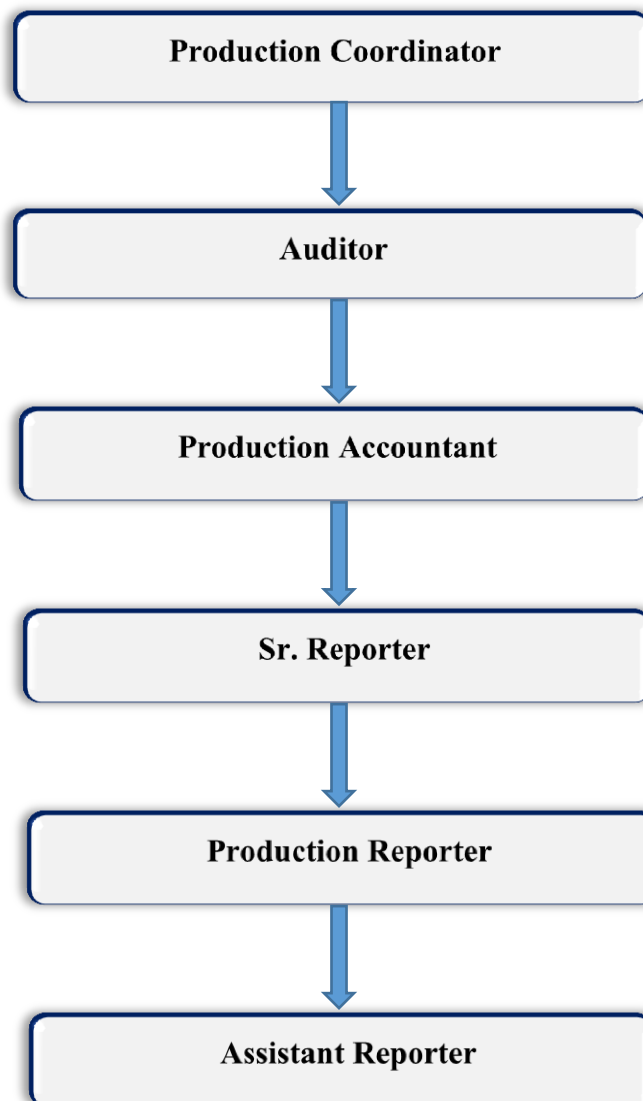 Production Coordinator
Auditor
Production Accountant
Sr. Reporter
Production Reporter
Assistant Reporter